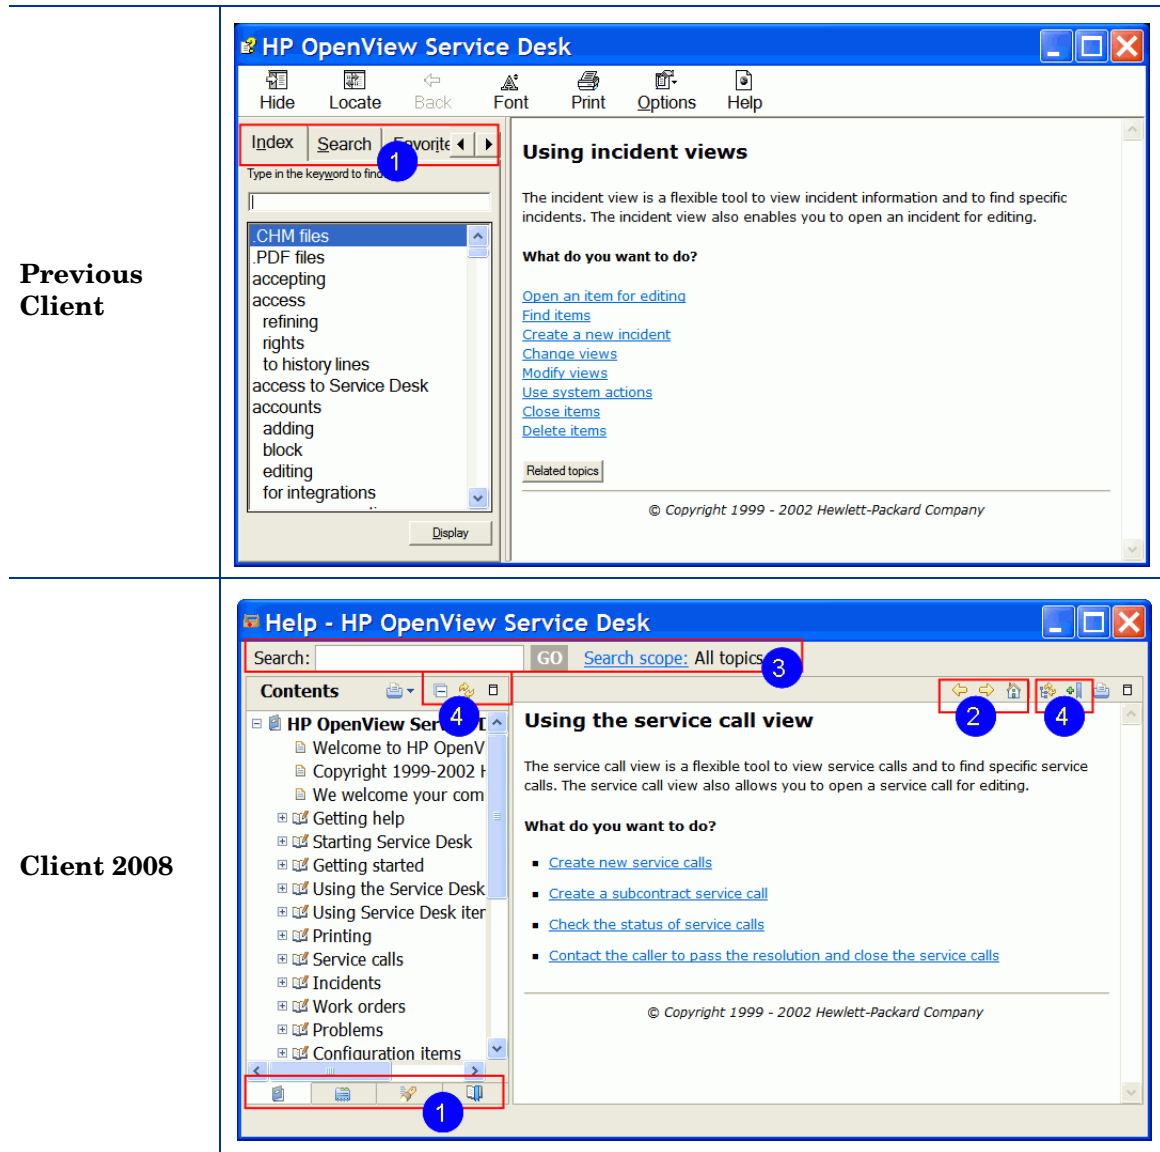 Previous
Client
HP OpenView Service Desk
Hide Locate Back Font Print Options Help
Index Search Favorite
1
Type in the keyword to find
.CHM files
.PDF files
accepting
access
refining
rights
to history lines
access to Service Desk
accounts
adding
block
editing
for integrations
Display
Using incident views
The incident view is a flexible tool to view incident information and to find specific
incidents. The incident view also enables you to open an incident for editing.
What do you want to do?
Open an item for editing
Find items
Create a new incident
Change views
Modify views
Use system actions
Close items
Delete items
Related topics
© Copyright 1999 - 2002 Hewlett-Packard Company
Client 2008
Help - HP OpenView Service Desk
Search: GO Search scope: All topics
3
Contents
4
2
4
HP OpenView Service D
Welcome to HP OpenV
Copyright 1999-2002 H
We welcome your com
Getting help
Starting Service Desk
Getting started
Using the Service Desk
Using Service Desk iter
Printing
Service calls
Incidents
Work orders
Problems
Configuration items
1
Using the service call view
The service call view is a flexible tool to view service calls and to find specific service
calls. The service call view also allows you to open a service call for editing.
What do you want to do?
Create new service calls
Create a subcontract service call
Check the status of service calls
Contact the caller to pass the resolution and close the service calls
© Copyright 1999 - 2002 Hewlett-Packard Company